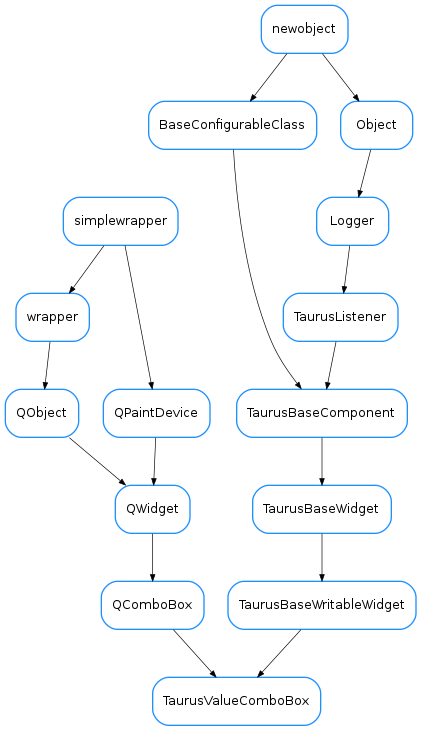 newobject
BaseConfigurableClass
Object
simplewrapper
Logger
wrapper
TaurusListener
QObject
QPaintDevice
TaurusBaseComponent
QWidget
TaurusBaseWidget
QComboBox
TaurusBaseWritableWidget
TaurusValueComboBox